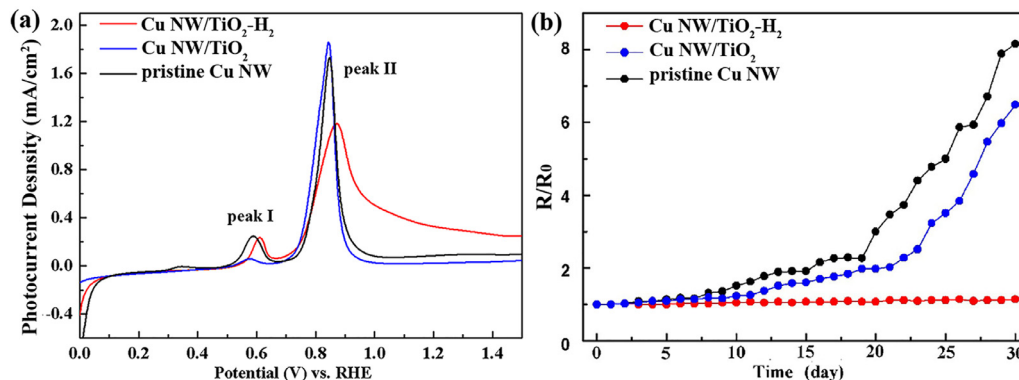 (a)
Cu NW/TiO₂-H₂
Cu NW/TiO₂
pristine Cu NW
peak II
peak I
Photocurrent Desnsity (mA/cm²)
2.0
1.6
1.2
0.8
0.4
0.0
-0.4
0.0 0.2 0.4 0.6 0.8 1.0 1.2 1.4
Potential (V) vs. RHE
(b)
Cu NW/TiO₂-H₂
Cu NW/TiO₂
pristine Cu NW
R/R₀
8
6
4
2
0
0 5 10 15 20 25 30
Time (day)